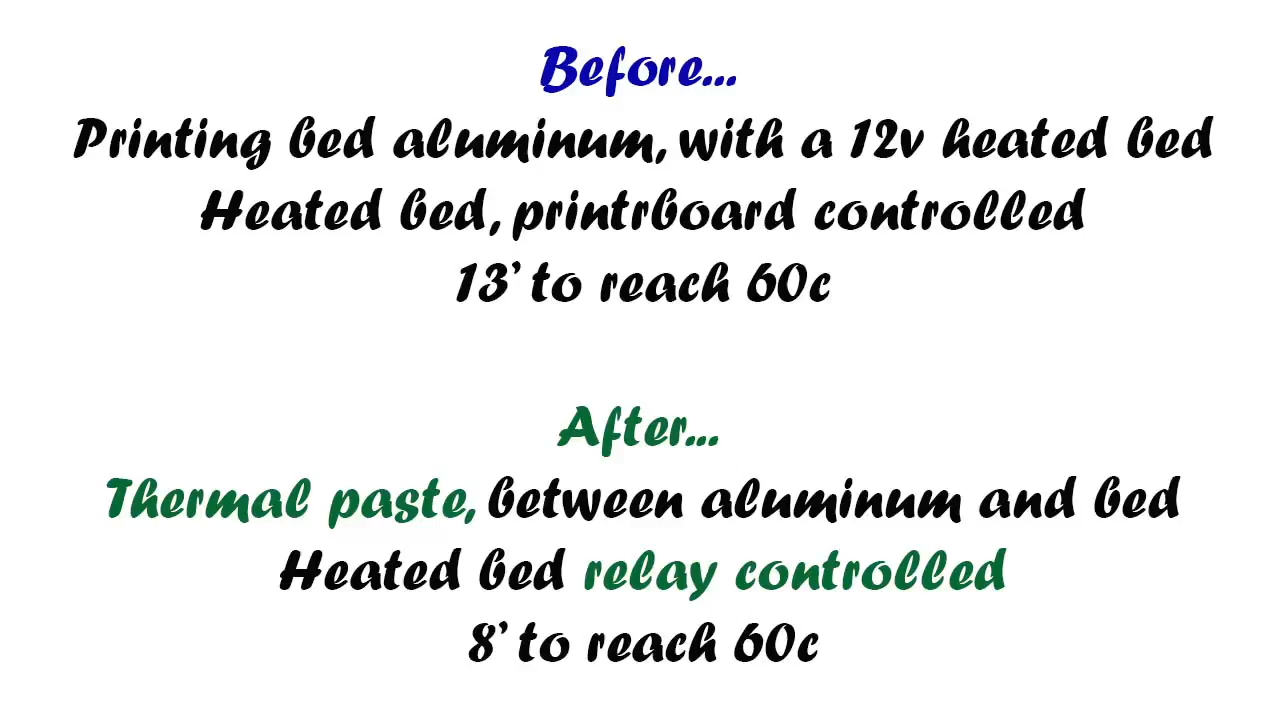 Before...
Printing bed aluminum, with a 12v heated bed
Heated bed, printrboard controlled
13’ to reach 60c
After...
Thermal paste, between aluminum and bed
Heated bed relay controlled
8’ to reach 60c